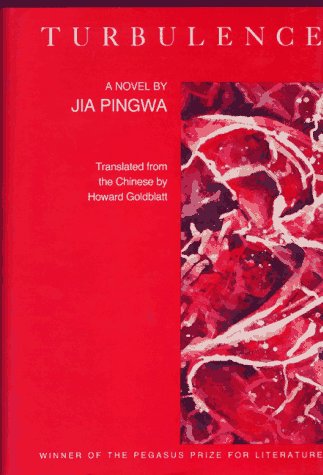 TURBULENCE
A NOVEL BY
JIA PINGWA
Translated from
the Chinese by
Howard Goldblatt
WINNER OF THE PEGASUS PRIZE FOR LITERATURE